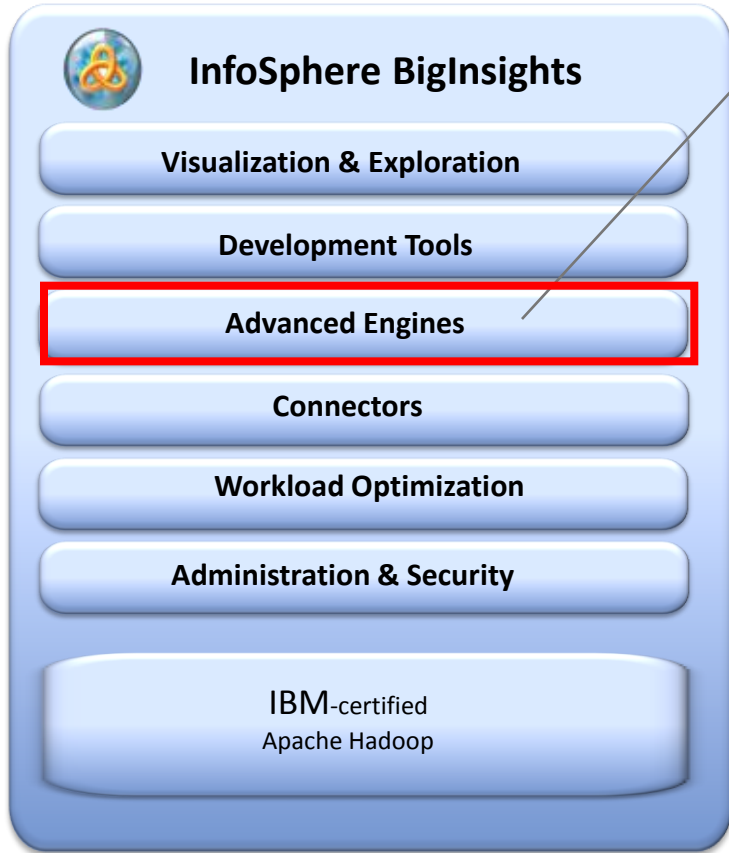 InfoSphere BigInsights
Visualization & Exploration
Development Tools
Advanced Engines
Connectors
Workload Optimization
Administration & Security
IBM-certified
Apache Hadoop